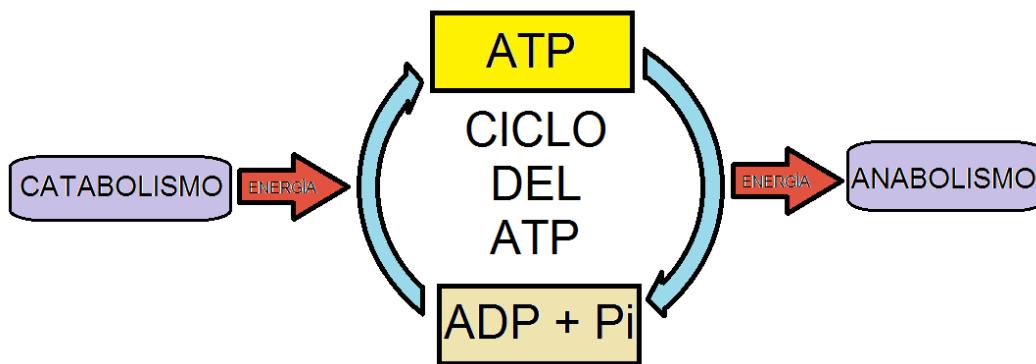 ATP
CICLO
DEL
ATP
CATABOLISMO
ENERGÍA
ENERGÍA
ANABOLISMO
ADP + Pi